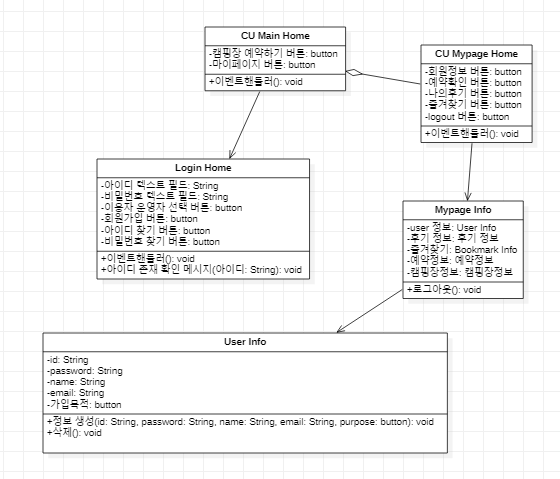 CU Main Home
-캠핑장 예약하기 버튼: button
-마이페이지 버튼: button
+이벤트핸들러(): void
CU Mypage Home
-회원정보 버튼: button
-예약확인 버튼: button
-나의후기 버튼: button
-즐겨찾기 버튼: button
-logout 버튼: button
+이벤트핸들러(): void
Login Home
-아이디 텍스트 필드: String
-비밀번호 텍스트 필드: String
-이용자 운영자 선택 버튼: button
-회원가입 버튼: button
-아이디 찾기 버튼: button
-비밀번호 찾기 버튼: button
+이벤트핸들러(): void
+아이디 존재 확인 메시지(아이디: String): void
Mypage Info
-user 정보: User Info
-후기 정보: 후기 정보
-즐겨찾기: Bookmark Info
-예약정보: 예약정보
-캠핑장정보: 캠핑장정보
+로그아웃(): void
User Info
-id: String
-password: String
-name: String
-email: String
-가입목적: button
+정보 생성(id: String, password: String, name: String, email: String, purpose: button): void
+삭제(): void